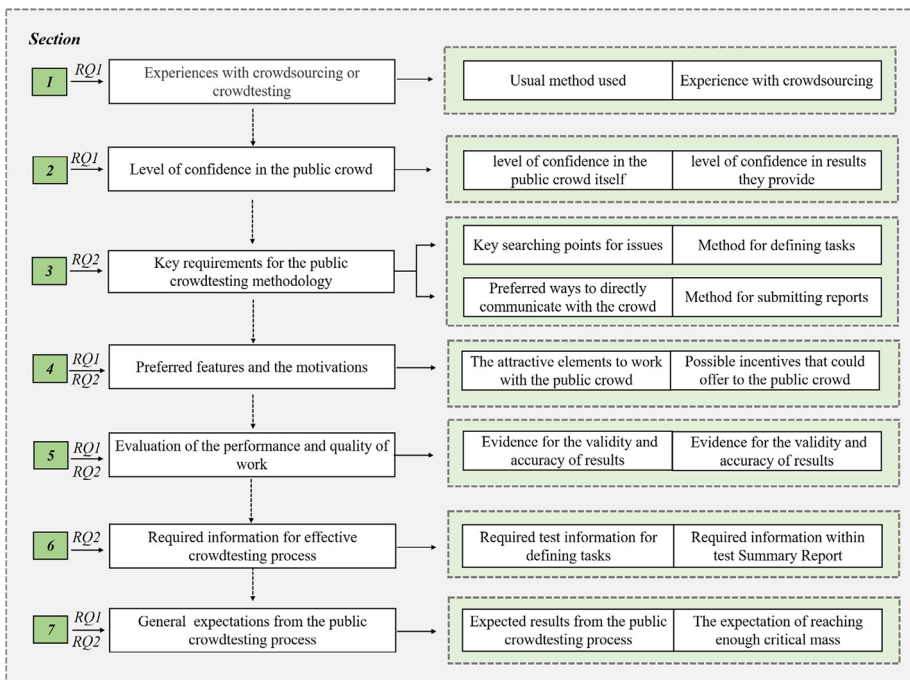 Section
1
RQ1
Experiences with crowdsourcing or
crowdtesting
Usual method used
Experience with crowdsourcing
2
RQ1
Level of confidence in the public crowd
level of confidence in the
public crowd itself
level of confidence in results
they provide
3
RQ2
Key requirements for the public
crowdtesting methodology
Key searching points for issues
Method for defining tasks
Preferred ways to directly
communicate with the crowd
Method for submitting reports
4
RQ1
RQ2
Preferred features and the motivations
The attractive elements to work
with the public crowd
Possible incentives that could
offer to the public crowd
5
RQ1
RQ2
Evaluation of the performance and quality of
work
Evidence for the validity and
accuracy of results
Evidence for the validity and
accuracy of results
6
RQ2
Required information for effective
crowdtesting process
Required test information for
defining tasks
Required information within
test Summary Report
7
RQ1
RQ2
General expectations from the public
crowdtesting process
Expected results from the public
crowdtesting process
The expectation of reaching
enough critical mass